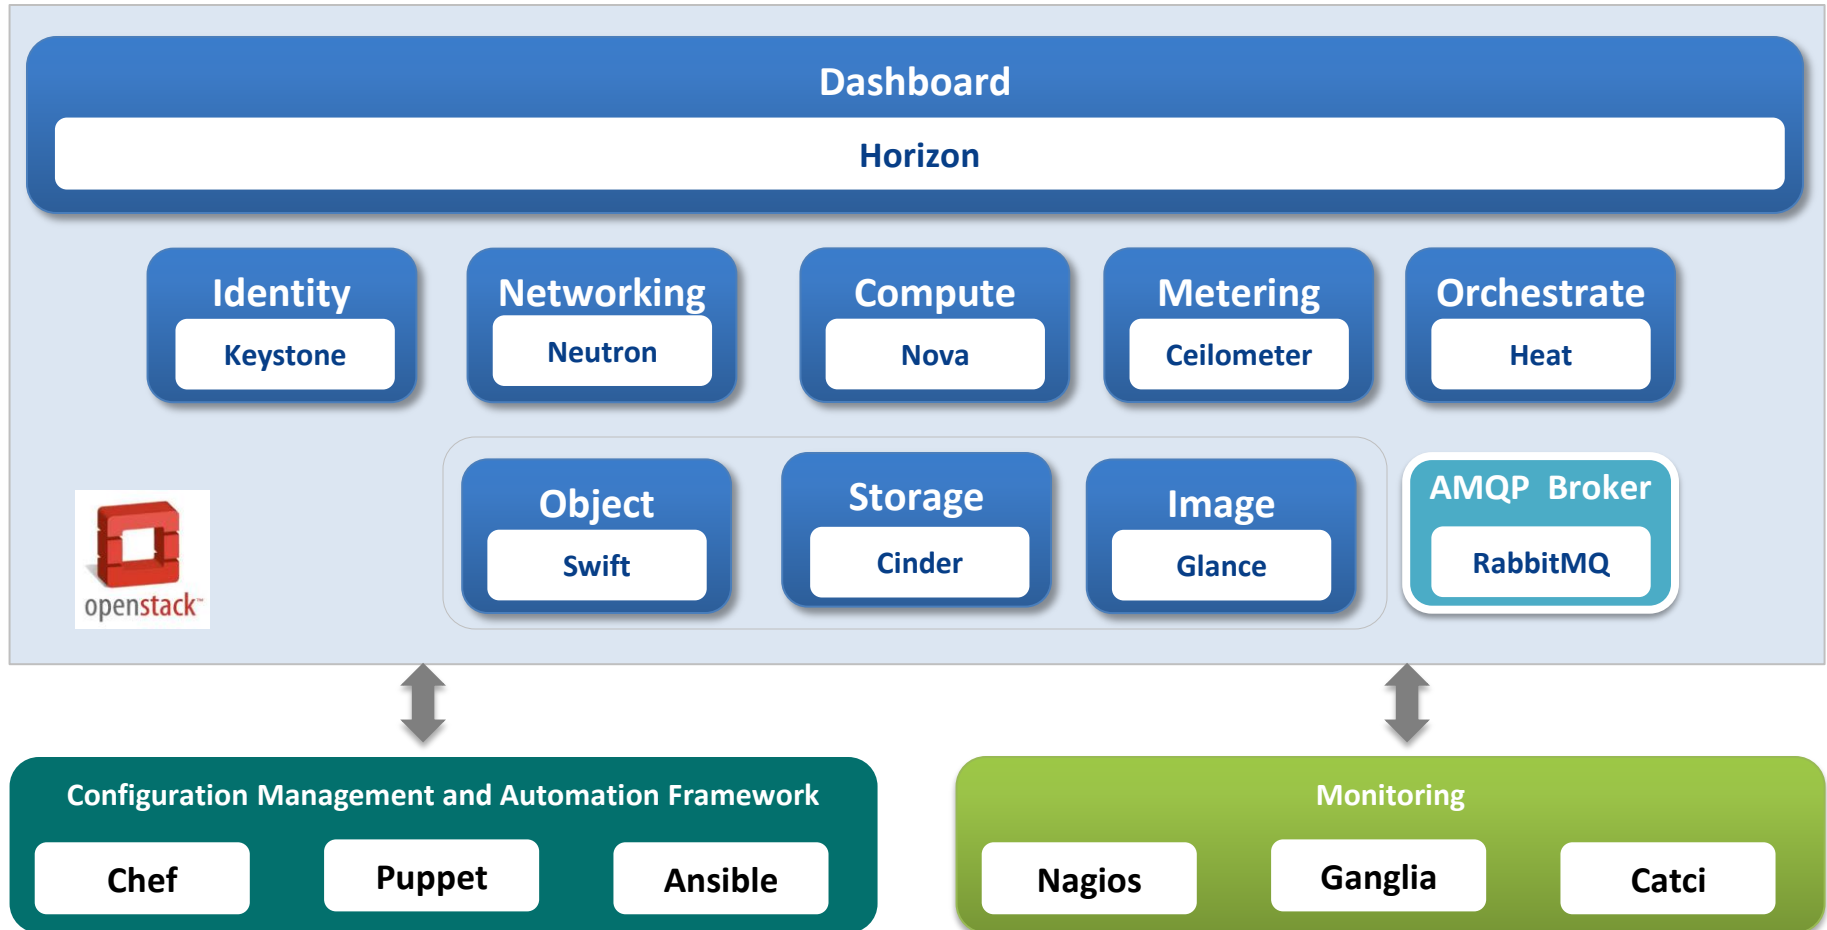 Dashboard
Horizon
Identity
Keystone
Networking
Neutron
Compute
Nova
Metering
Ceilometer
Orchestrate
Heat
Object
Swift
Storage
Cinder
Image
Glance
AMQP Broker
RabbitMQ
openstack™
Configuration Management and Automation Framework
Chef
Puppet
Ansible
Monitoring
Nagios
Ganglia
Catci